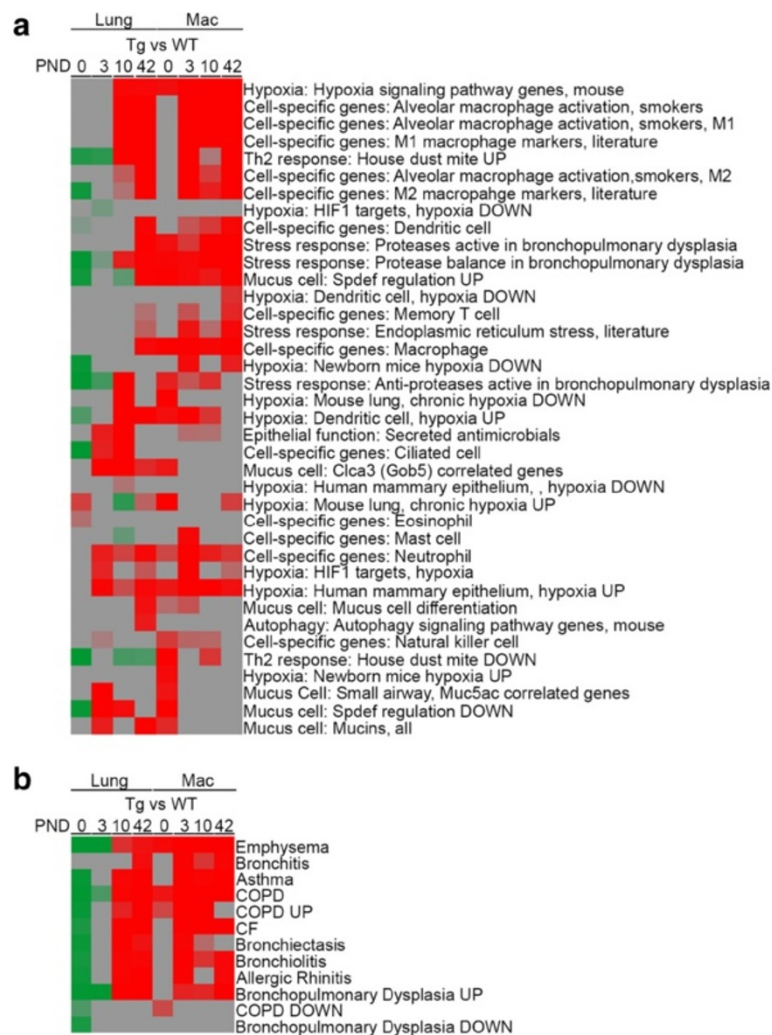 a
Lung Mac
Tg vs WT
PND 0 3 10 42 0 3 10 42
Hypoxia: Hypoxia signaling pathway genes, mouse
Cell-specific genes: Alveolar macrophage activation, smokers
Cell-specific genes: Alveolar macrophage activation, smokers, M1
Cell-specific genes: M1 macrophage markers, literature
Th2 response: House dust mite UP
Cell-specific genes: Alveolar macrophage activation,smokers, M2
Cell-specific genes: M2 macropahge markers, literature
Hypoxia: HIF1 targets, hypoxia DOWN
Cell-specific genes: Dendritic cell
Stress response: Proteases active in bronchopulmonary dysplasia
Stress response: Protease balance in bronchopulmonary dysplasia
Mucus cell: Spdef regulation UP
Hypoxia: Dendritic cell, hypoxia DOWN
Cell-specific genes: Memory T cell
Stress response: Endoplasmic reticulum stress, literature
Cell-specific genes: Macrophage
Hypoxia: Newborn mice hypoxia DOWN
Stress response: Anti-proteases active in bronchopulmonary dysplasia
Hypoxia: Mouse lung, chronic hypoxia DOWN
Hypoxia: Dendritic cell, hypoxia UP
Epithelial function: Secreted antimicrobials
Cell-specific genes: Ciliated cell
Mucus cell: Clca3 (Gob5) correlated genes
Hypoxia: Human mammary epithelium, , hypoxia DOWN
Hypoxia: Mouse lung, chronic hypoxia UP
Cell-specific genes: Eosinophil
Cell-specific genes: Mast cell
Cell-specific genes: Neutrophil
Hypoxia: HIF1 targets, hypoxia
Hypoxia: Human mammary epithelium, hypoxia UP
Mucus cell: Mucus cell differentiation
Autophagy: Autophagy signaling pathway genes, mouse
Cell-specific genes: Natural killer cell
Th2 response: House dust mite DOWN
Hypoxia: Newborn mice hypoxia UP
Mucus Cell: Small airway, Muc5ac correlated genes
Mucus cell: Spdef regulation DOWN
Mucus cell: Mucins, all
b
Lung Mac
Tg vs WT
PND 0 3 10 42 0 3 10 42
Emphysema
Bronchitis
Asthma
COPD
COPD UP
CF
Bronchiectasis
Bronchiolitis
Allergic Rhinitis
Bronchopulmonary Dysplasia UP
COPD DOWN
Bronchopulmonary Dysplasia DOWN